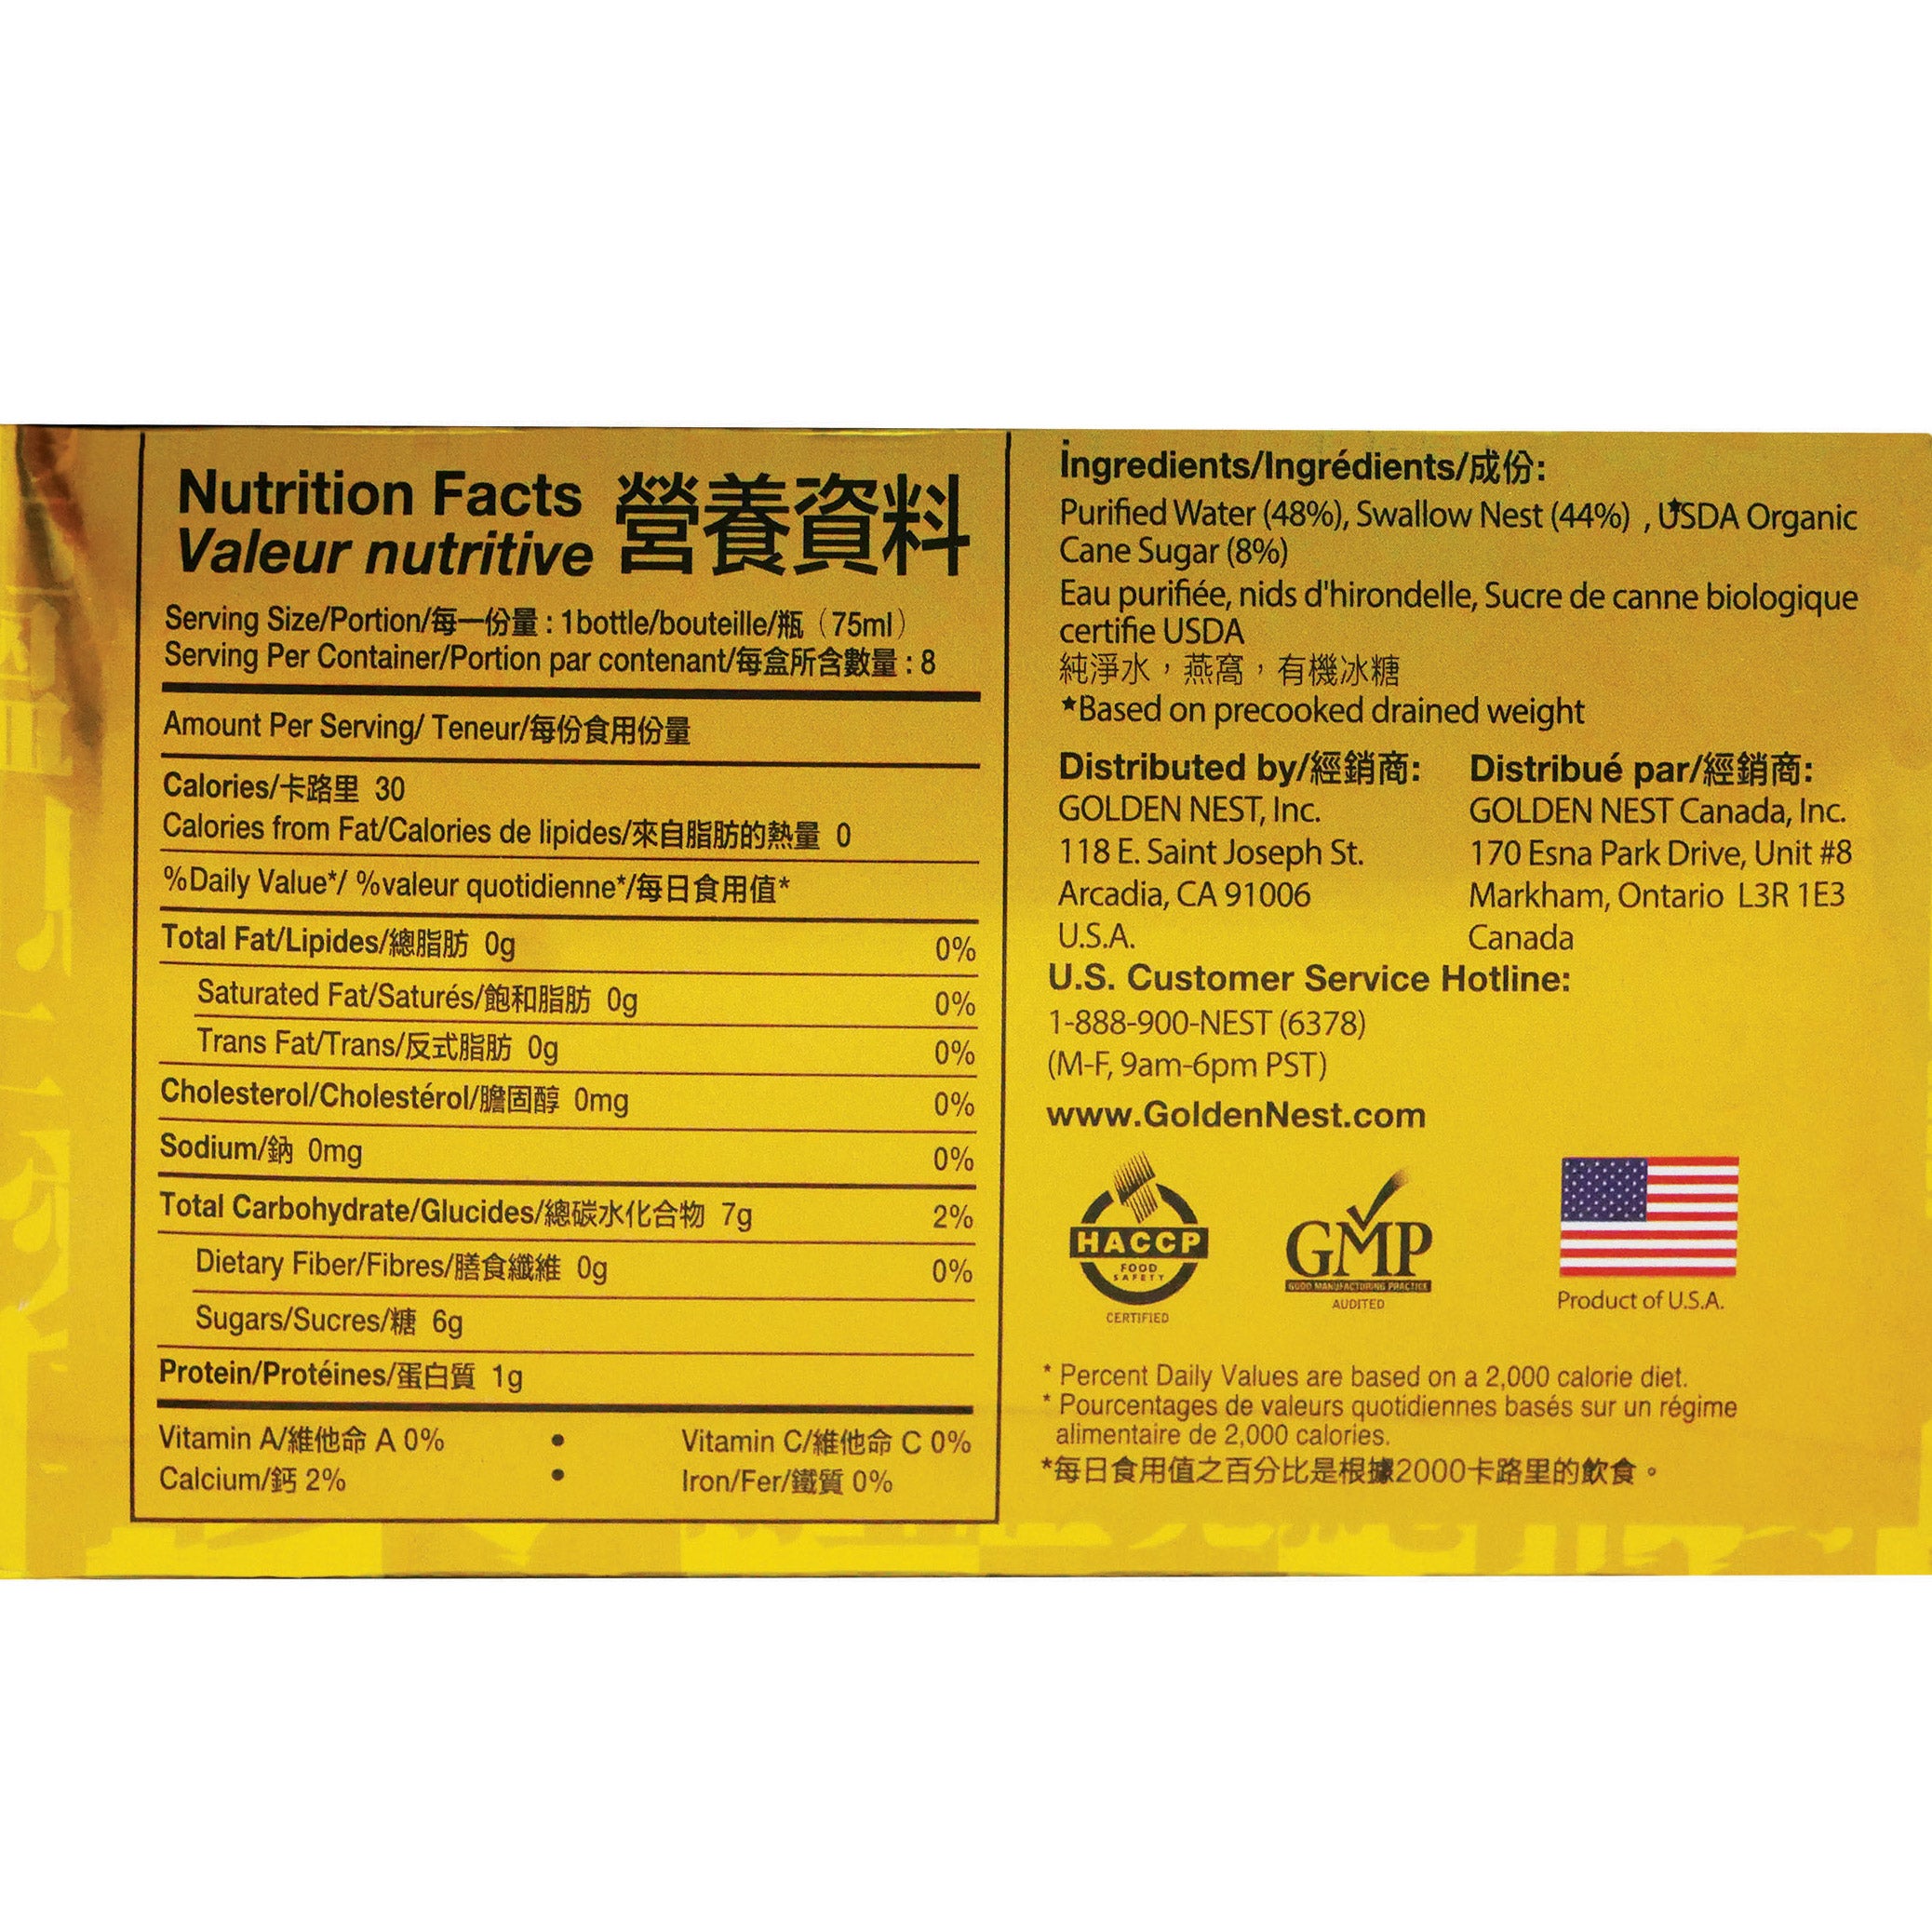 Nutrition Facts 營養資料
Valeur nutritive
Serving Size/Portion/每一份量 : 1bottle/bouteille/瓶（75ml）
Serving Per Container/Portion par contenant/每盒所含數量 : 8
Amount Per Serving/ Teneur/每份食用份量
Calories/卡路里 30
Calories from Fat/Calories de lipides/來自脂肪的熱量 0
%Daily Value*/ %valeur quotidienne*/每日食用值*
Total Fat/Lipides/總脂肪 0g 0%
Saturated Fat/Saturés/飽和脂肪 0g 0%
Trans Fat/Trans/反式脂肪 0g 0%
Cholesterol/Cholestérol/膽固醇 0mg 0%
Sodium/鈉 0mg 0%
Total Carbohydrate/Glucides/總碳水化合物 7g 2%
Dietary Fiber/Fibres/膳食纖維 0g 0%
Sugars/Sucres/糖 6g
Protein/Protéines/蛋白質 1g
Vitamin A/維他命 A 0% • Vitamin C/維他命 C 0%
Calcium/鈣 2% • Iron/Fer/鐵質 0%
İngredients/Ingrédients/成份:
Purified Water (48%), Swallow Nest (44%) , ★USDA Organic
Cane Sugar (8%)
Eau purifiée, nids d'hirondelle, Sucre de canne biologique
certifie USDA
純淨水，燕窩，有機冰糖
★Based on precooked drained weight
Distributed by/經銷商:
GOLDEN NEST, Inc.
118 E. Saint Joseph St.
Arcadia, CA 91006
U.S.A.
Distribué par/經銷商:
GOLDEN NEST Canada, Inc.
170 Esna Park Drive, Unit #8
Markham, Ontario L3R 1E3
Canada
U.S. Customer Service Hotline:
1-888-900-NEST (6378)
(M-F, 9am-6pm PST)
www.GoldenNest.com
HACCP
FOOD
SAFETY
CERTIFIED
GMP
GOOD MANUFACTURING PRACTICE
AUDITED
Product of U.S.A.
* Percent Daily Values are based on a 2,000 calorie diet.
* Pourcentages de valeurs quotidiennes basés sur un régime
alimentaire de 2,000 calories.
*每日食用值之百分比是根據2000卡路里的飲食。